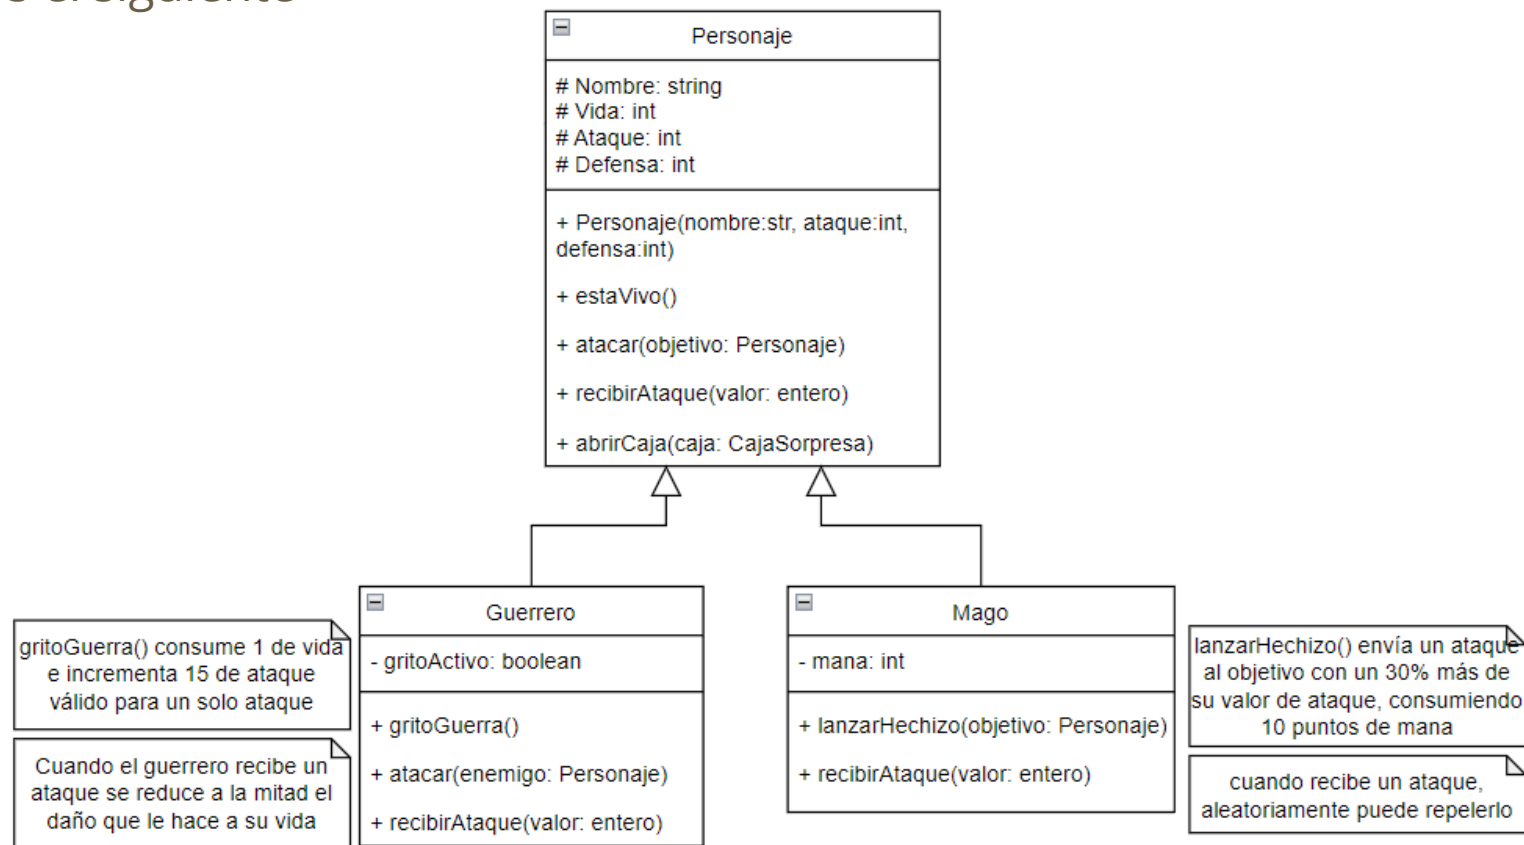 el siguiente
Personaje
# Nombre: string
# Vida: int
# Ataque: int
# Defensa: int
+ Personaje(nombre:str, ataque:int,
defensa:int)
+ estaVivo()
+ atacar(objetivo: Personaje)
+ recibirAtaque(valor: entero)
+ abrirCaja(caja: CajaSorpresa)
gritoGuerra() consume 1 de vida
e incrementa 15 de ataque
válido para un solo ataque
Cuando el guerrero recibe un
ataque se reduce a la mitad el
daño que le hace a su vida
Guerrero
- gritoActivo: boolean
+ gritoGuerra()
+ atacar(enemigo: Personaje)
+ recibirAtaque(valor: entero)
Mago
- mana: int
+ lanzarHechizo(objetivo: Personaje)
+ recibirAtaque(valor: entero)
lanzarHechizo() envía un ataque
al objetivo con un 30% más de
su valor de ataque, consumiendo
10 puntos de mana
cuando recibe un ataque,
aleatoriamente puede repelerlo